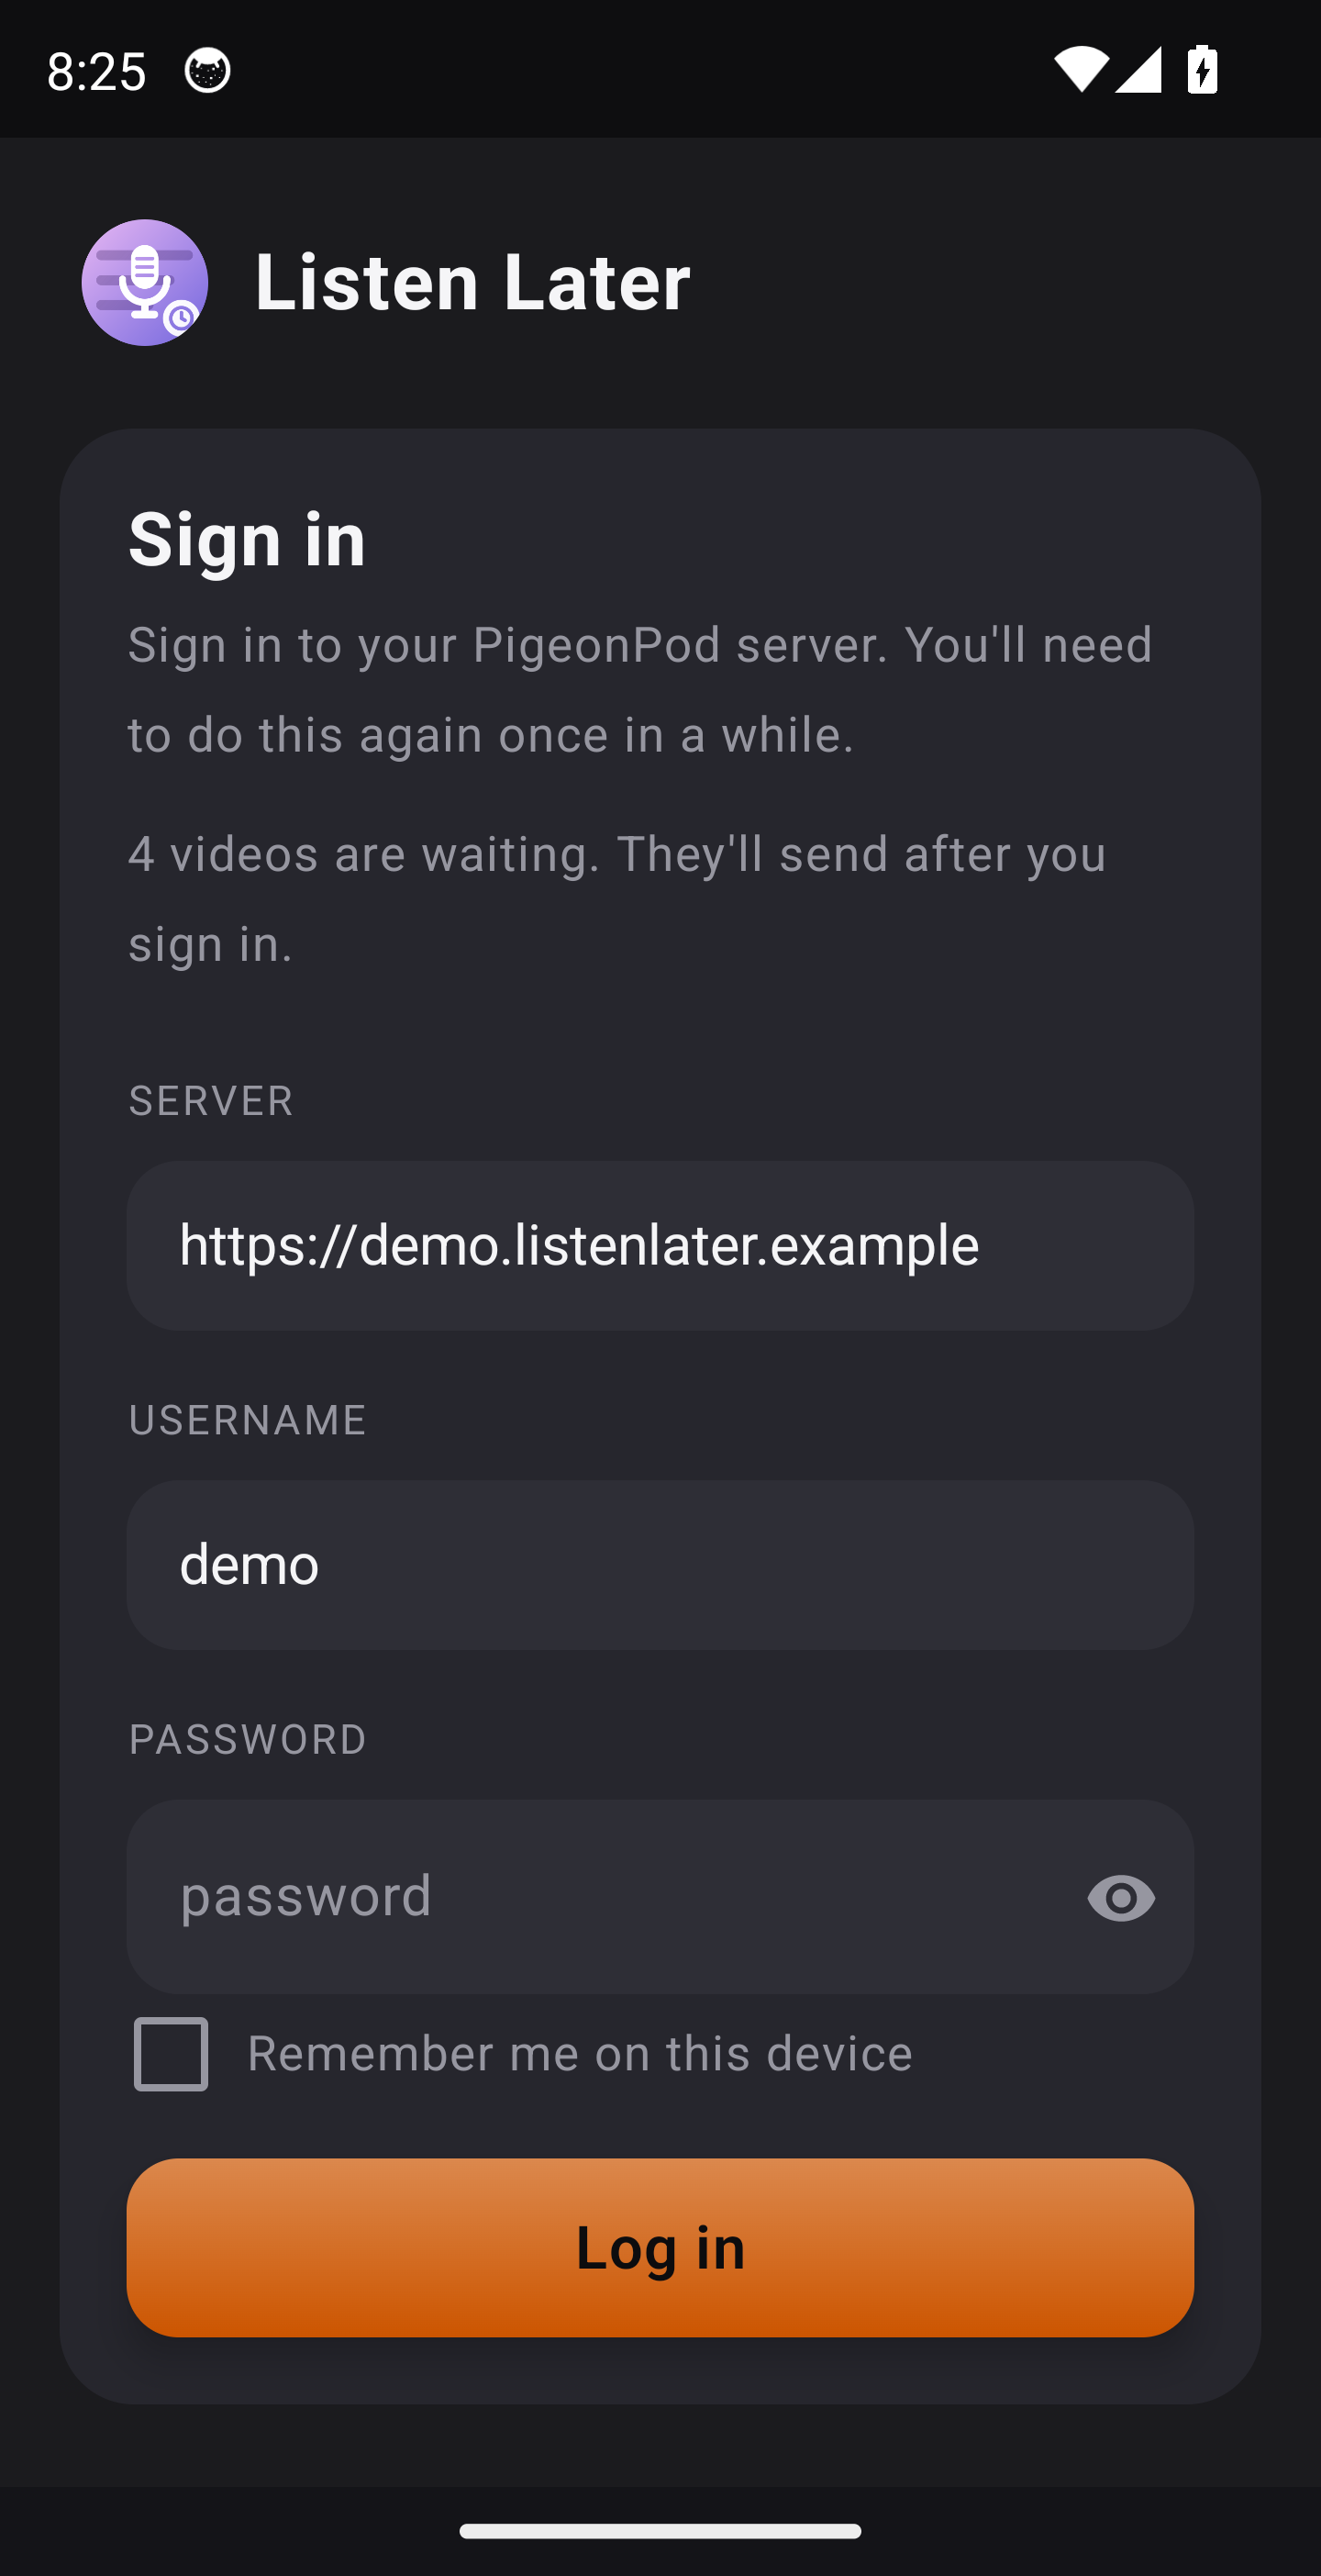 8:25
Listen Later
Sign in
Sign in to your PigeonPod server. You'll need
to do this again once in a while.
4 videos are waiting. They'll send after you
sign in.
SERVER
https://demo.listenlater.example
USERNAME
demo
PASSWORD
password
Remember me on this device
Log in